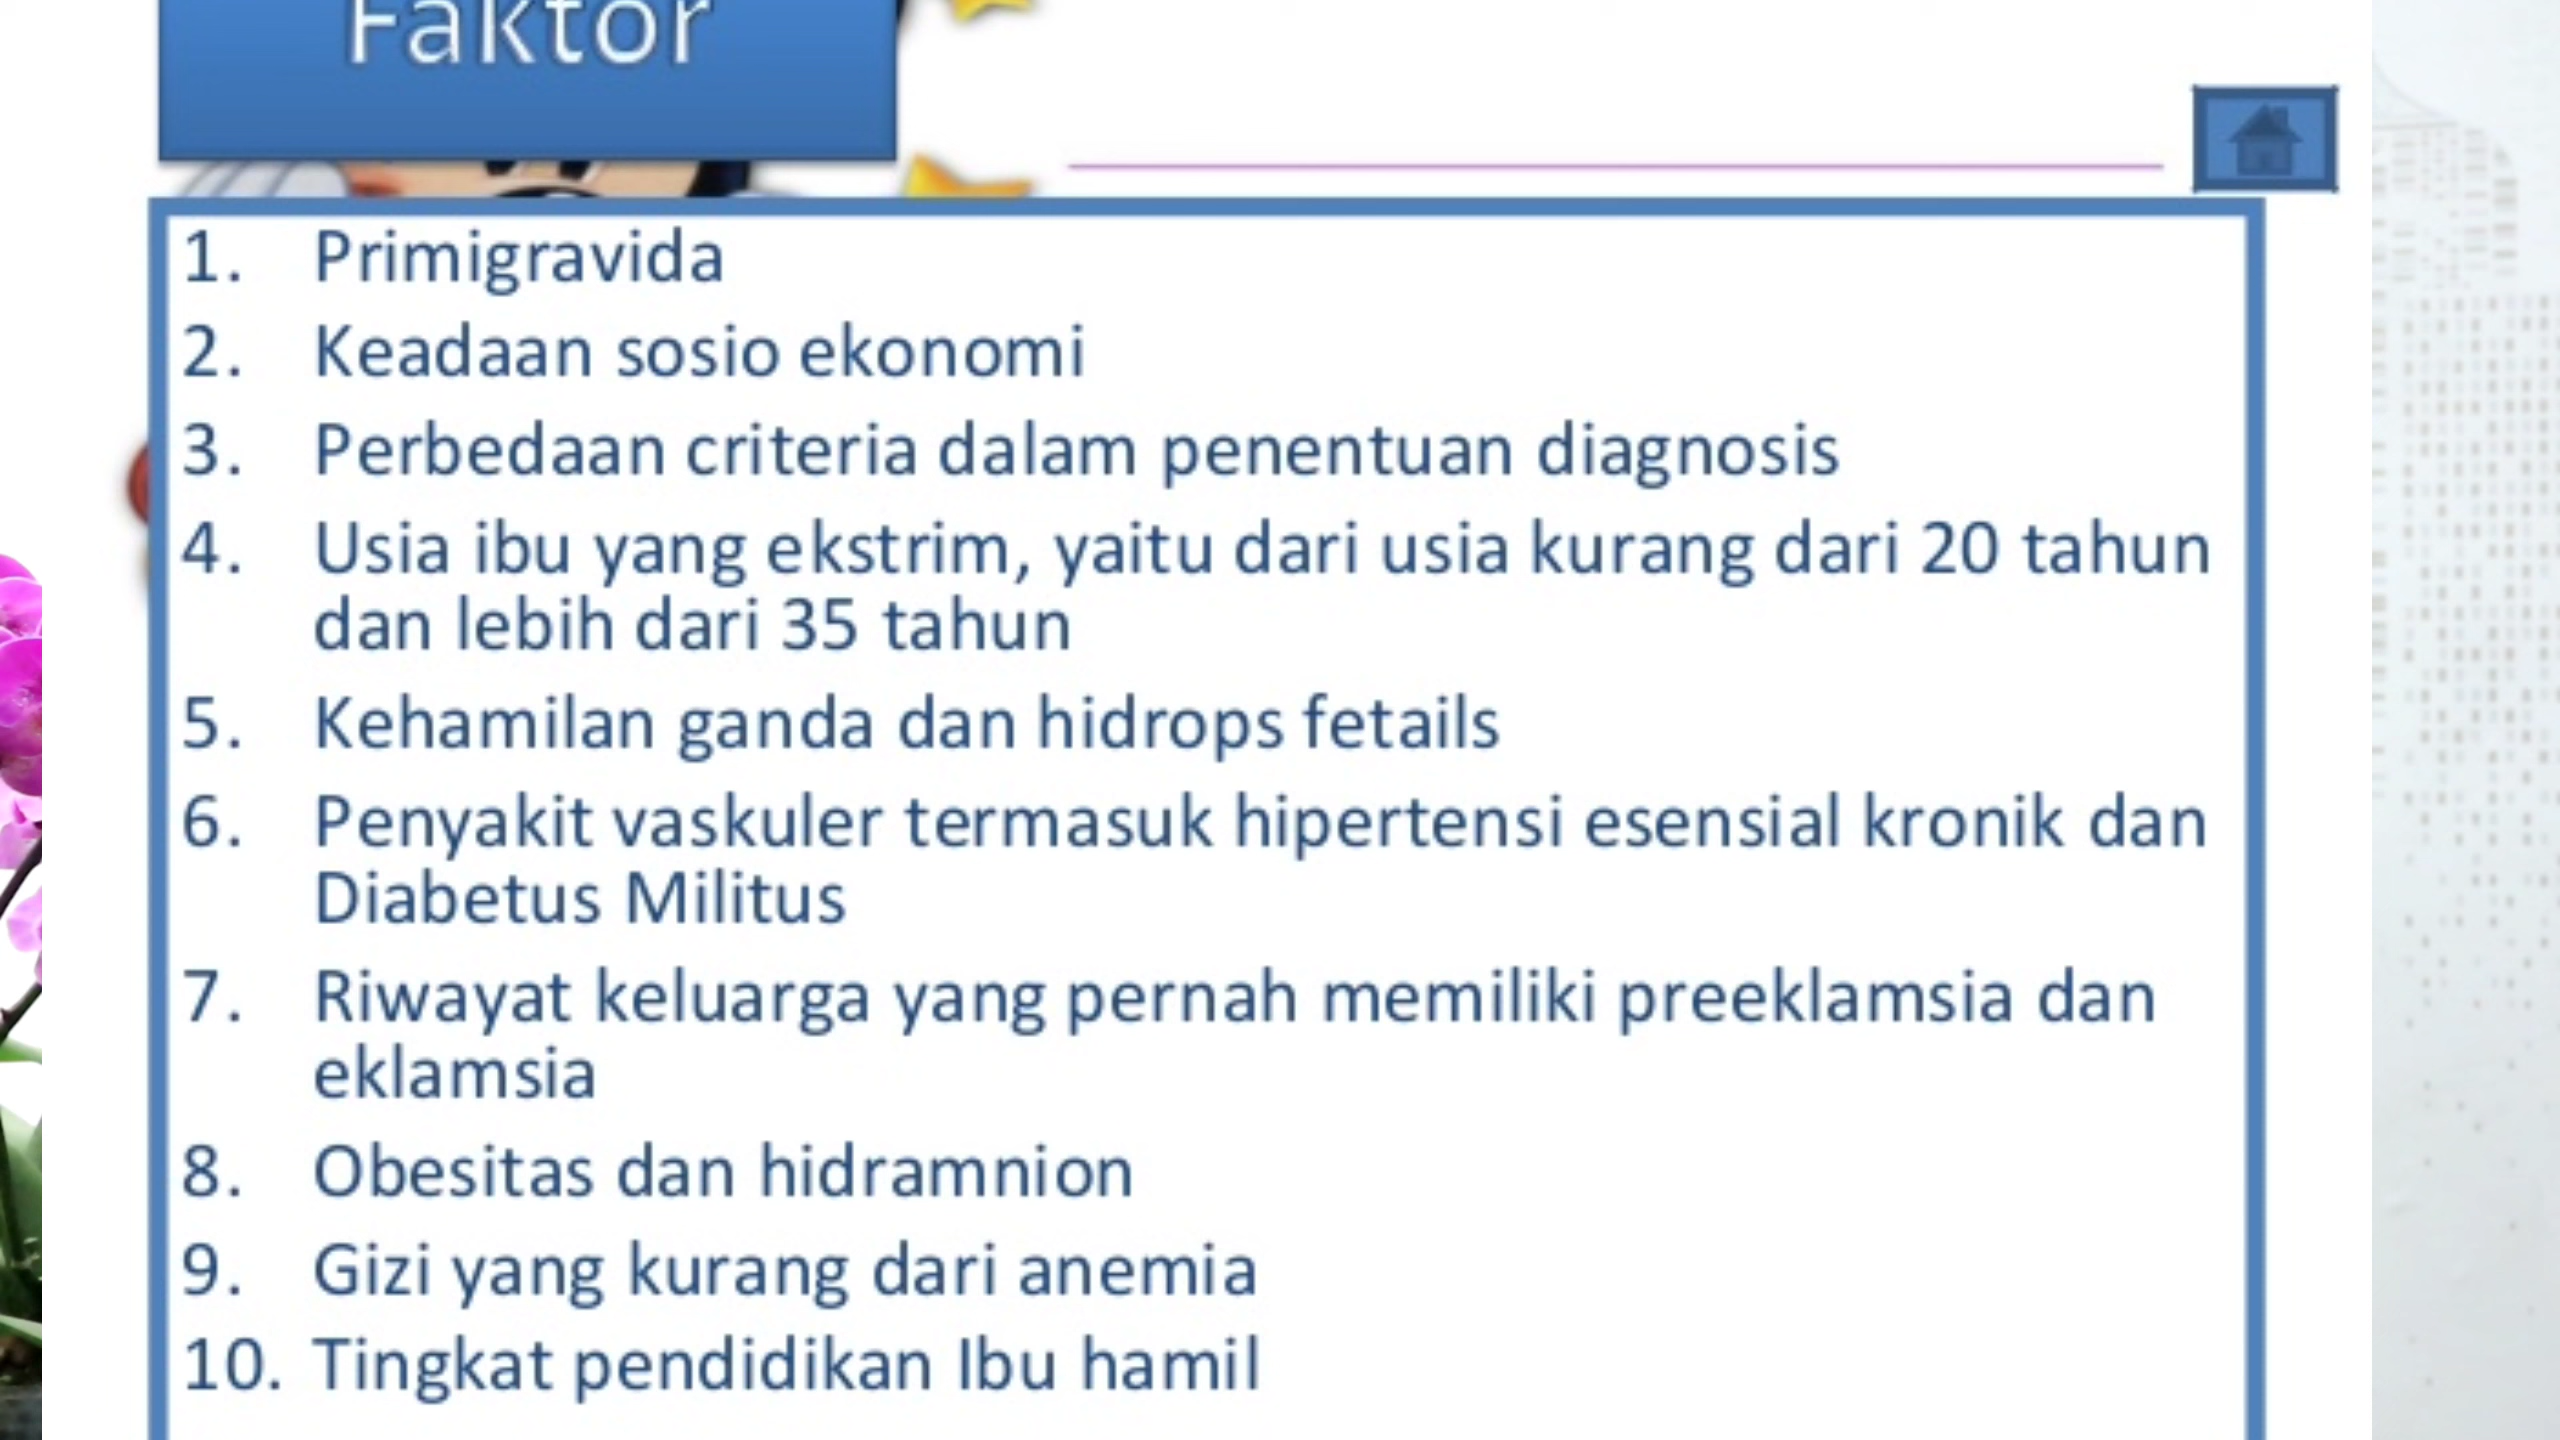 Faktor
1. Primigravida
2. Keadaan sosio ekonomi
3. Perbedaan criteria dalam penentuan diagnosis
4. Usia ibu yang ekstrim, yaitu dari usia kurang dari 20 tahun
dan lebih dari 35 tahun
5. Kehamilan ganda dan hidrops fetails
6. Penyakit vaskuler termasuk hipertensi esensial kronik dan
Diabetus Militus
7. Riwayat keluarga yang pernah memiliki preeklamsia dan
eklamsia
8. Obesitas dan hidramnion
9. Gizi yang kurang dari anemia
10. Tingkat pendidikan Ibu hamil